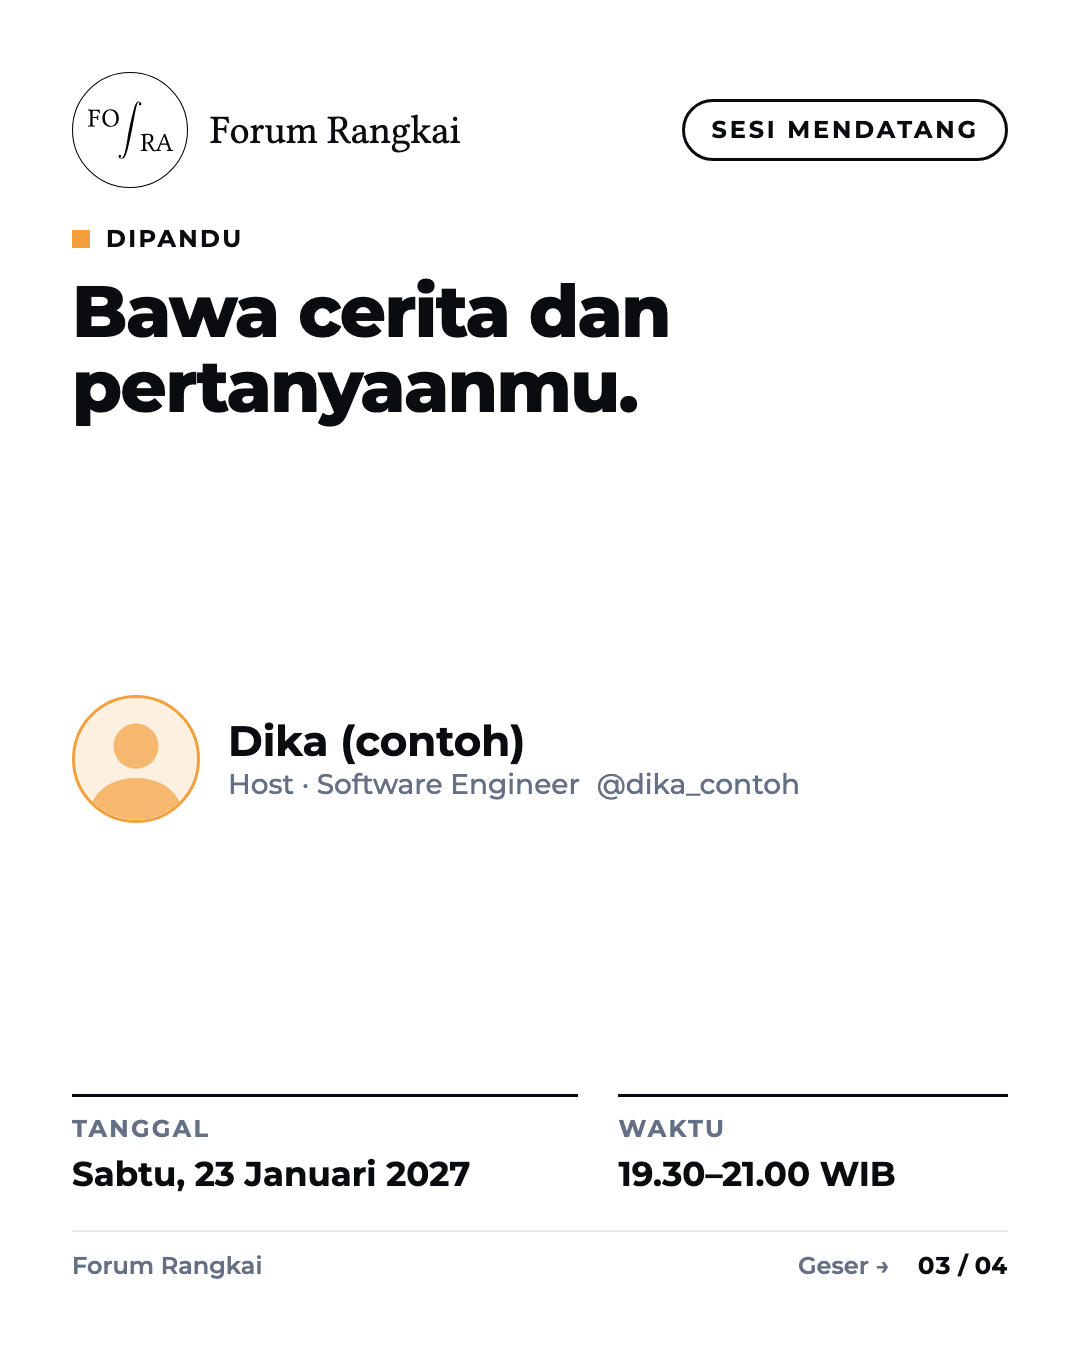 FO∫RA
Forum Rangkai
SESI MENDATANG
DIPANDU
Bawa cerita dan
pertanyaanmu.
Dika (contoh)
Host · Software Engineer @dika_contoh
TANGGAL
Sabtu, 23 Januari 2027
WAKTU
19.30–21.00 WIB
Forum Rangkai
Geser → 03 / 04